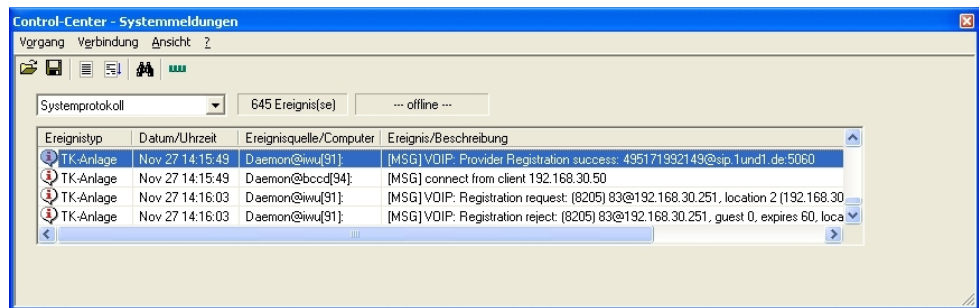 Control-Center - Systemmeldungen
Vorgang Verbindung Ansicht ?
Systemprotokoll 645 Ereignis(se) --- offline ---
Ereignistyp Datum/Uhrzeit Ereignisquelle/Computer Ereignis/Beschreibung
TK-Anlage Nov 27 14:15:49 Daemon@iwu[91]: [MSG] VOIP: Provider Registration success: 495171992149@sip.1und1.de:5060
TK-Anlage Nov 27 14:15:49 Daemon@bccd[94]: [MSG] connect from client 192.168.30.50
TK-Anlage Nov 27 14:16:03 Daemon@iwu[91]: [MSG] VOIP: Registration request: (8205) 83@192.168.30.251, location 2 (192.168.30
TK-Anlage Nov 27 14:16:03 Daemon@iwu[91]: [MSG] VOIP: Registration reject: (8205) 83@192.168.30.251, guest 0, expires 60, loca